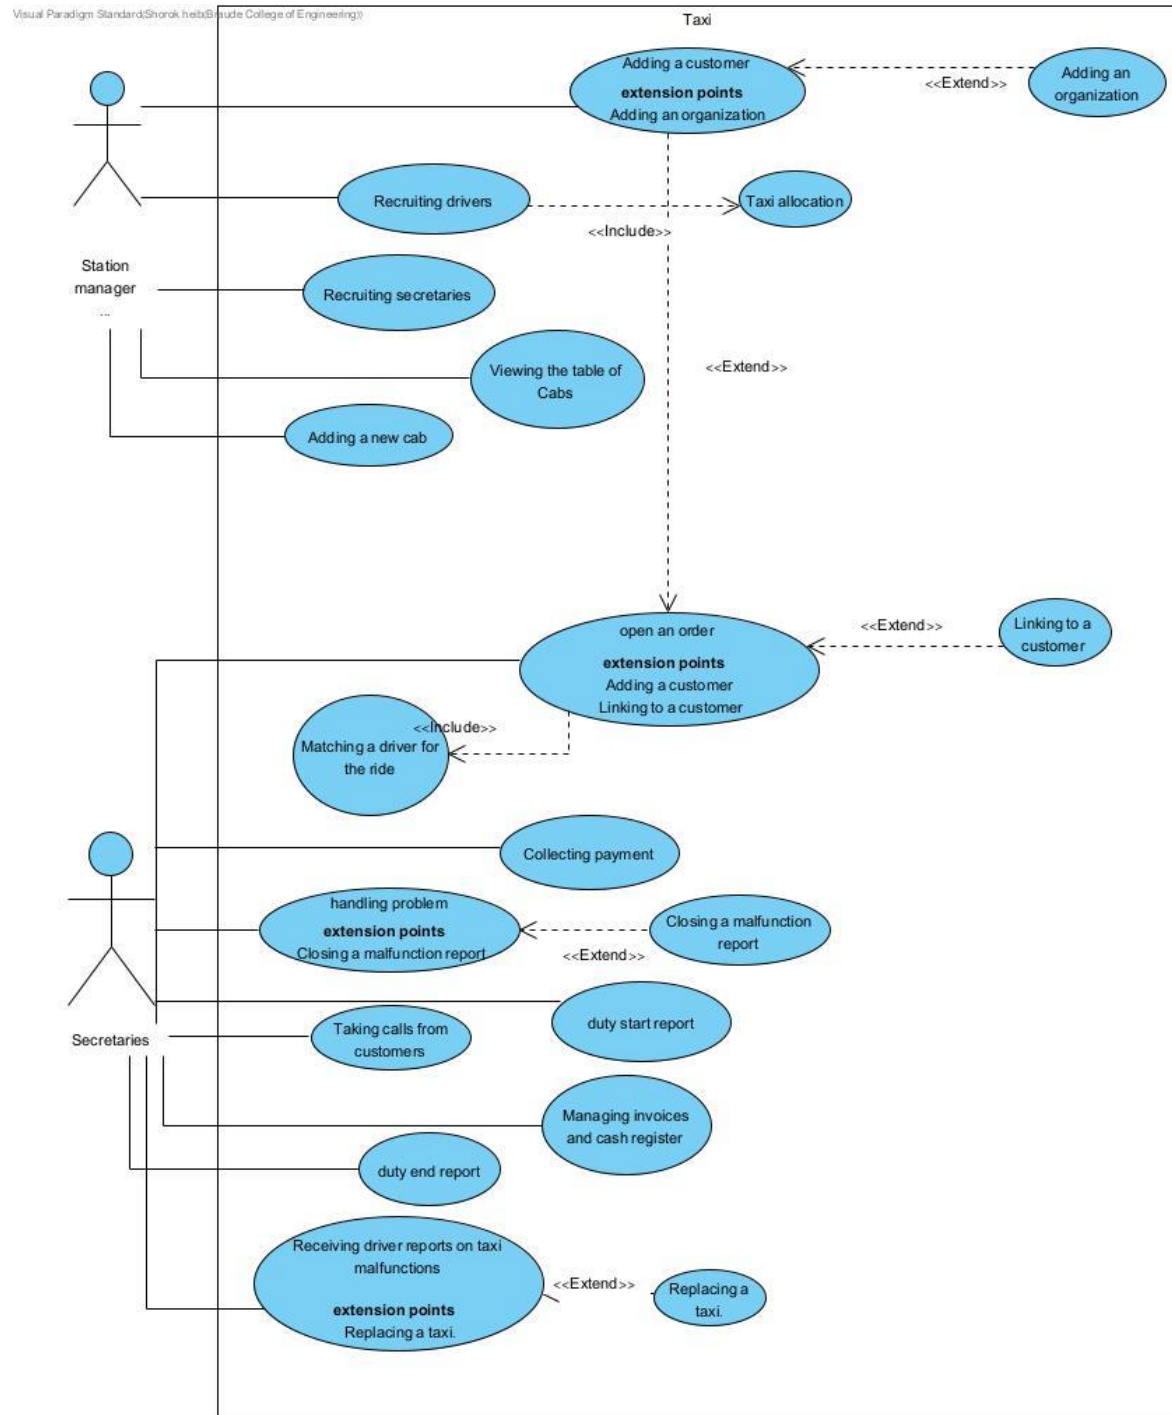 Visual Paradigm Standard(Shorok heib(Braude College of Engineering))
Taxi
Adding a customer
extension points
Adding an organization
<<Extend>>
Adding an
organization
Recruiting drivers
<<Include>>
Taxi allocation
Station
manager
...
Recruiting secretaries
Viewing the table of
Cabs
<<Extend>>
Adding a new cab
open an order
extension points
Adding a customer
Linking to a customer
<<Extend>>
Linking to a
customer
<<Include>>
Matching a driver for
the ride
Collecting payment
handling problem
extension points
Closing a malfunction report
<<Extend>>
Closing a malfunction
report
duty start report
Secretaries
Taking calls from
customers
Managing invoices
and cash register
duty end report
Receiving driver reports on taxi
malfunctions
extension points
Replacing a taxi.
<<Extend>>
Replacing a
taxi.